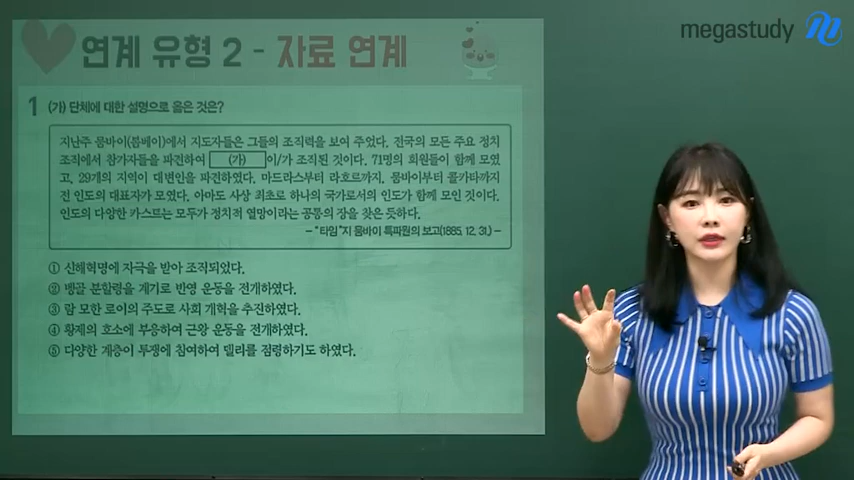 megastudy
연계 유형 2 - 자료 연계
1 (가) 단체에 대한 설명으로 옳은 것은?
지난주 뭄바이(봄베이)에서 지도자들은 그들의 조직력을 보여 주었다. 전국의 모든 주요 정치
조직에서 참가자들을 파견하여 (가) 이/가 조직된 것이다. 71명의 회원들이 함께 모였
고, 29개의 지역이 대변인을 파견하였다. 마드라스부터 라호르까지, 뭄바이부터 콜카타까지
전 인도의 대표자가 모였다. 아마도 사상 최초로 하나의 국가로서의 인도가 함께 모인 것이다.
인도의 다양한 카스트는 모두가 정치적 열망이라는 공통의 장을 찾은 듯하다.
- "타임"지 뭄바이 특파원의 보고(1885. 12. 31.) -
① 신해혁명에 자극을 받아 조직되었다.
② 벵골 분할령을 계기로 반영 운동을 전개하였다.
③ 람 모한 로이의 주도로 사회 개혁을 추진하였다.
④ 황제의 호소에 부응하여 근왕 운동을 전개하였다.
⑤ 다양한 계층이 투쟁에 참여하여 델리를 점령하기도 하였다.